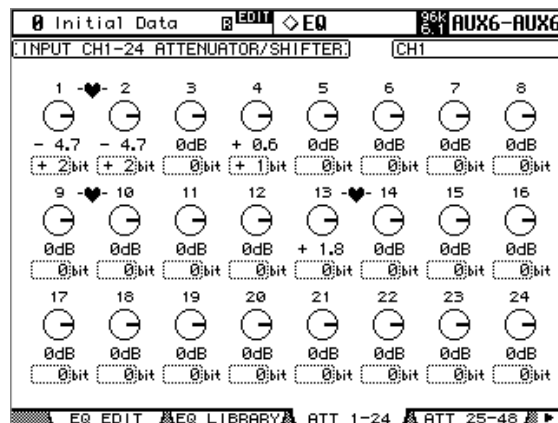 0 Initial Data EDIT ◇EQ 96k 6.1 AUX6-AUX6
INPUT CH1-24 ATTENUATOR/SHIFTER CH1
1 -♥- 2 3 4 5 6 7 8
- 4.7 - 4.7 0dB + 0.6 0dB 0dB 0dB 0dB
+ 2bit + 2bit 0bit + 1bit 0bit 0bit 0bit 0bit
9 -♥- 10 11 12 13 -♥- 14 15 16
0dB 0dB 0dB 0dB + 1.8 0dB 0dB 0dB
0bit 0bit 0bit 0bit 0bit 0bit 0bit 0bit
17 18 19 20 21 22 23 24
0dB 0dB 0dB 0dB 0dB 0dB 0dB 0dB
0bit 0bit 0bit 0bit 0bit 0bit 0bit 0bit
EQ EDIT EQ LIBRARY ATT 1-24 ATT 25-48